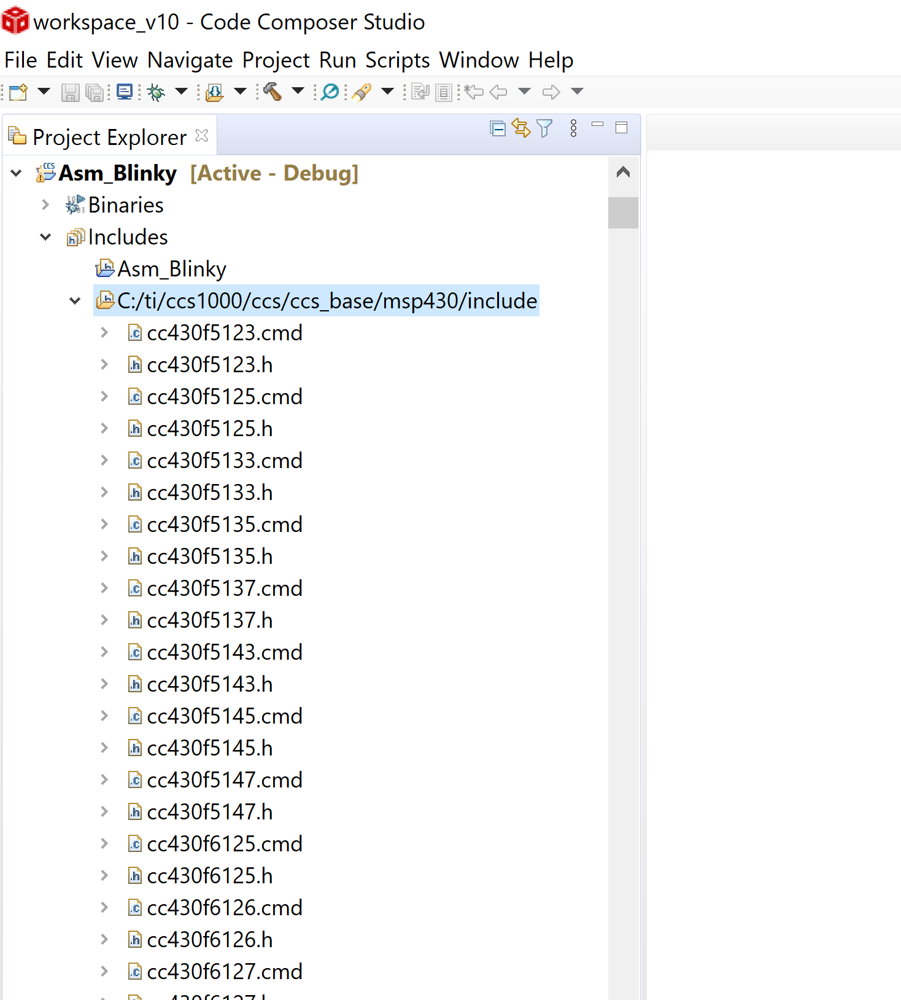 workspace_v10 - Code Composer Studio
File Edit View Navigate Project Run Scripts Window Help
Project Explorer
Asm_Blinky [Active - Debug]
Binaries
Includes
Asm_Blinky
C:/ti/ccs1000/ccs/ccs_base/msp430/include
cc430f5123.cmd
cc430f5123.h
cc430f5125.cmd
cc430f5125.h
cc430f5133.cmd
cc430f5133.h
cc430f5135.cmd
cc430f5135.h
cc430f5137.cmd
cc430f5137.h
cc430f5143.cmd
cc430f5143.h
cc430f5145.cmd
cc430f5145.h
cc430f5147.cmd
cc430f5147.h
cc430f6125.cmd
cc430f6125.h
cc430f6126.cmd
cc430f6126.h
cc430f6127.cmd